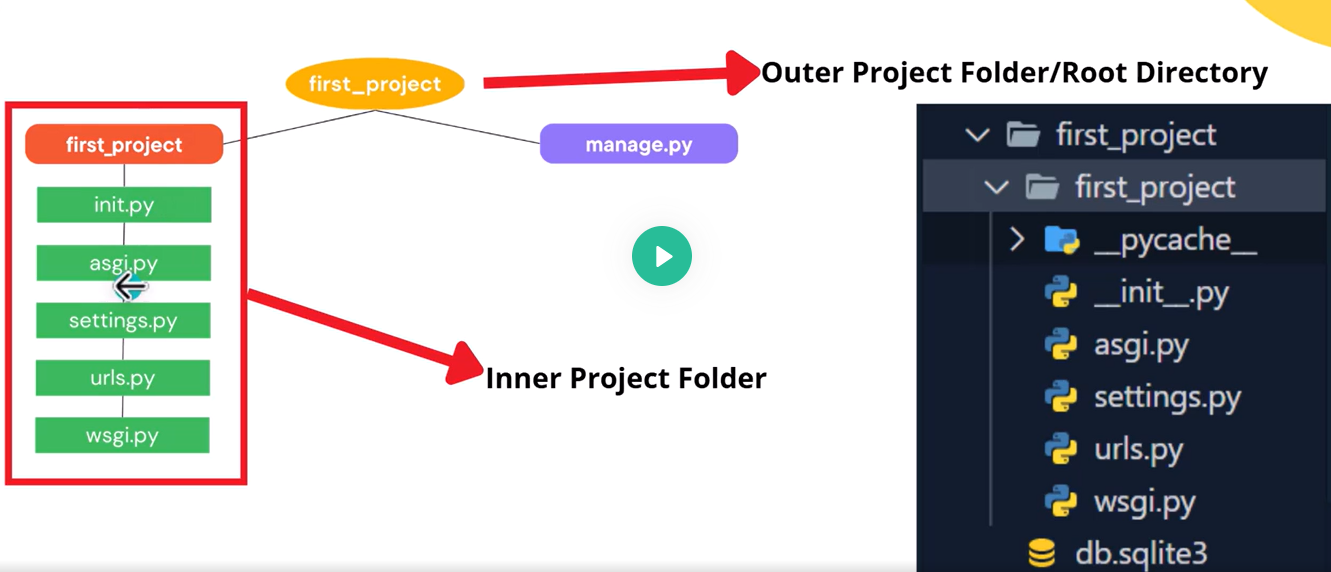 first_project
Outer Project Folder/Root Directory
first_project
manage.py
init.py
asgi.py
settings.py
urls.py
wsgi.py
Inner Project Folder
first_project
first_project
__pycache__
__init__.py
asgi.py
settings.py
urls.py
wsgi.py
db.sqlite3